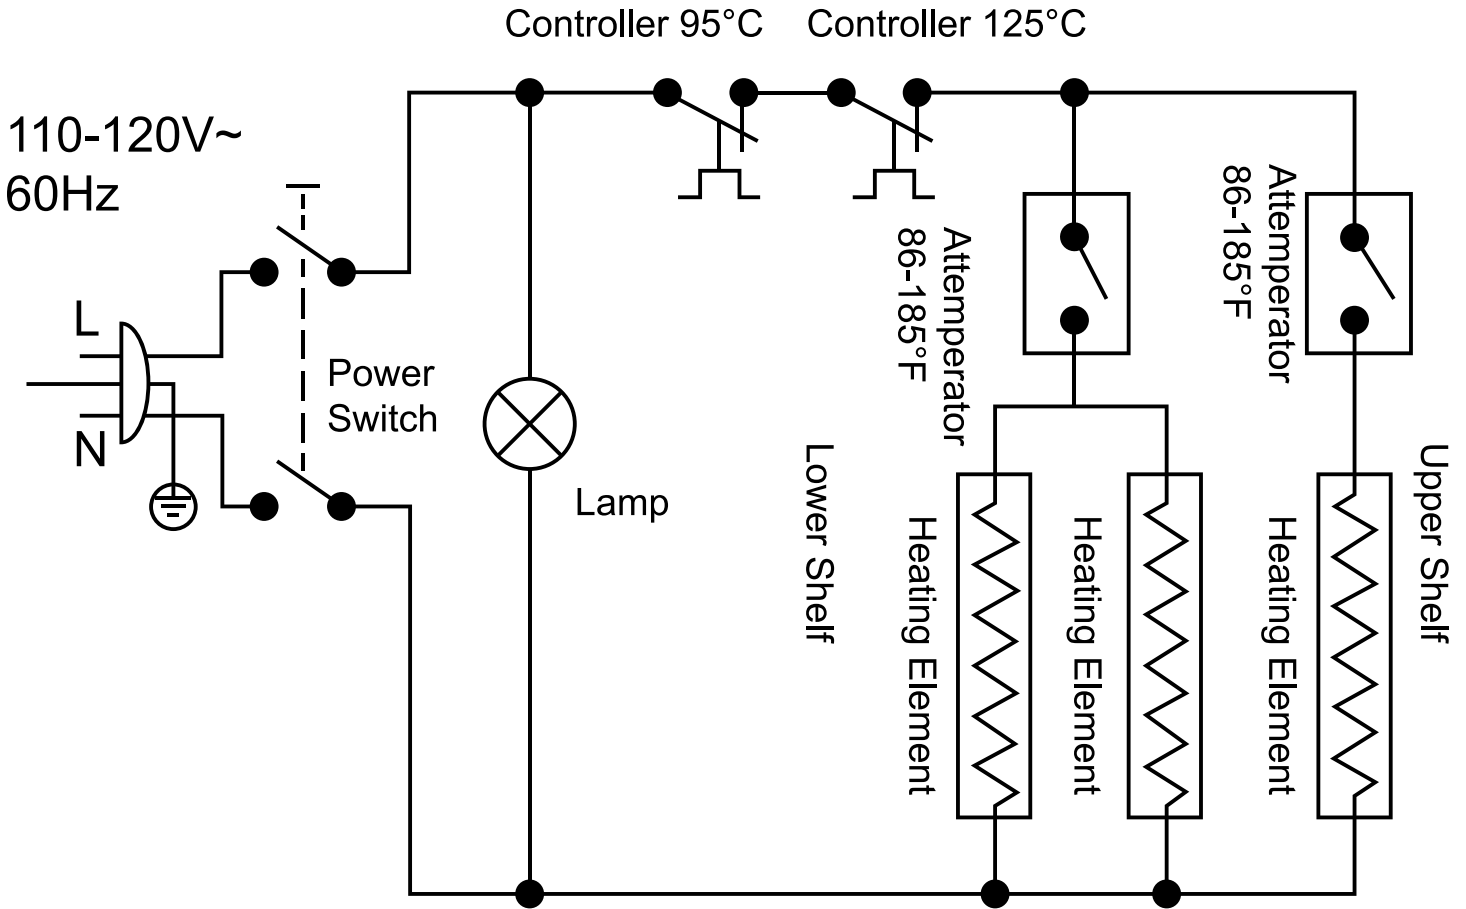 Controller 95°C
Controller 125°C
110-120V~
60Hz
L
N
Power
Switch
Lamp
Attemperator
86-185°F
Attemperator
86-185°F
Lower Shelf
Heating Element
Heating Element
Heating Element
Upper Shelf